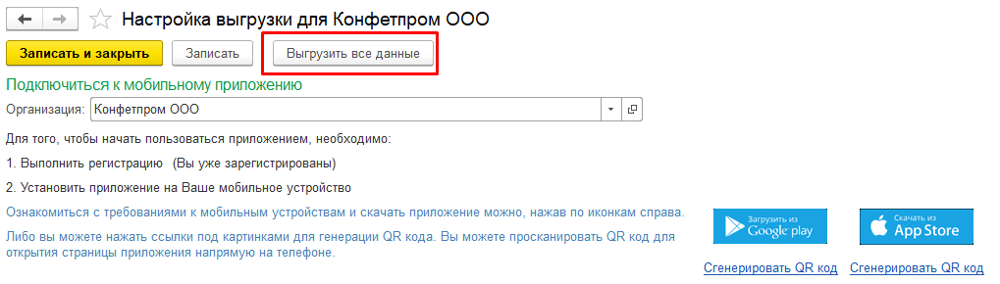 Настройка выгрузки для Конфетпром ООО
Записать и закрыть Записать Выгрузить все данные
Подключиться к мобильному приложению
Организация: Конфетпром ООО
Для того, чтобы начать пользоваться приложением, необходимо:
1. Выполнить регистрацию (Вы уже зарегистрированы)
2. Установить приложение на Ваше мобильное устройство
Ознакомиться с требованиями к мобильным устройствам и скачать приложение можно, нажав по иконкам справа.
Либо вы можете нажать ссылки под картинками для генерации QR кода. Вы можете просканировать QR код для
открытия страницы приложения напрямую на телефоне.
Загрузить из
Google play
Скачать из
App Store
Сгенерировать QR код Сгенерировать QR код